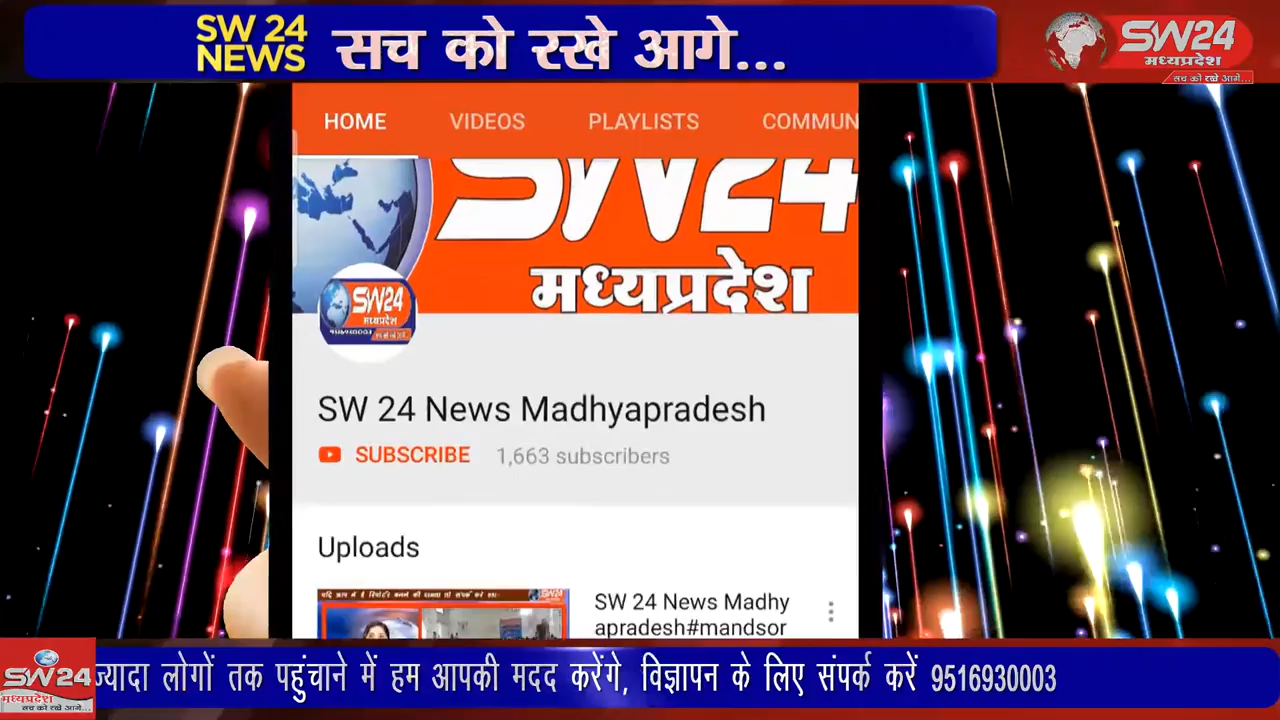 SW 24
NEWS
सच को रखे आगे...
SW24
मध्यप्रदेश
सच को रखे आगे...
HOME VIDEOS PLAYLISTS COMMUN
SW24
मध्यप्रदेश
SW24
मध्यप्रदेश
SW 24 News Madhyapradesh
SUBSCRIBE 1,663 subscribers
Uploads
SW 24 News Madhy
apradesh#mandsor
SW24
मध्यप्रदेश
सच को रखे आगे...
ज्यादा लोगों तक पहुंचाने में हम आपकी मदद करेंगे, विज्ञापन के लिए संपर्क करें 9516930003